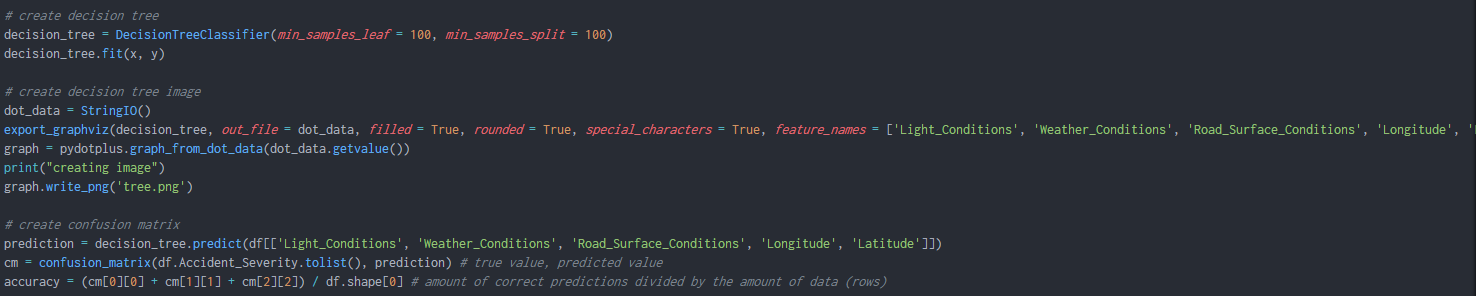 # create decision tree
decision_tree = DecisionTreeClassifier(min_samples_leaf = 100, min_samples_split = 100)
decision_tree.fit(x, y)
# create decision tree image
dot_data = StringIO()
export_graphviz(decision_tree, out_file = dot_data, filled = True, rounded = True, special_characters = True, feature_names = ['Light_Conditions', 'Weather_Conditions', 'Road_Surface_Conditions', 'Longitude', '
graph = pydotplus.graph_from_dot_data(dot_data.getvalue())
print("creating image")
graph.write_png('tree.png')
# create confusion matrix
prediction = decision_tree.predict(df[['Light_Conditions', 'Weather_Conditions', 'Road_Surface_Conditions', 'Longitude', 'Latitude']])
cm = confusion_matrix(df.Accident_Severity.tolist(), prediction) # true value, predicted value
accuracy = (cm[0][0] + cm[1][1] + cm[2][2]) / df.shape[0] # amount of correct predictions divided by the amount of data (rows)